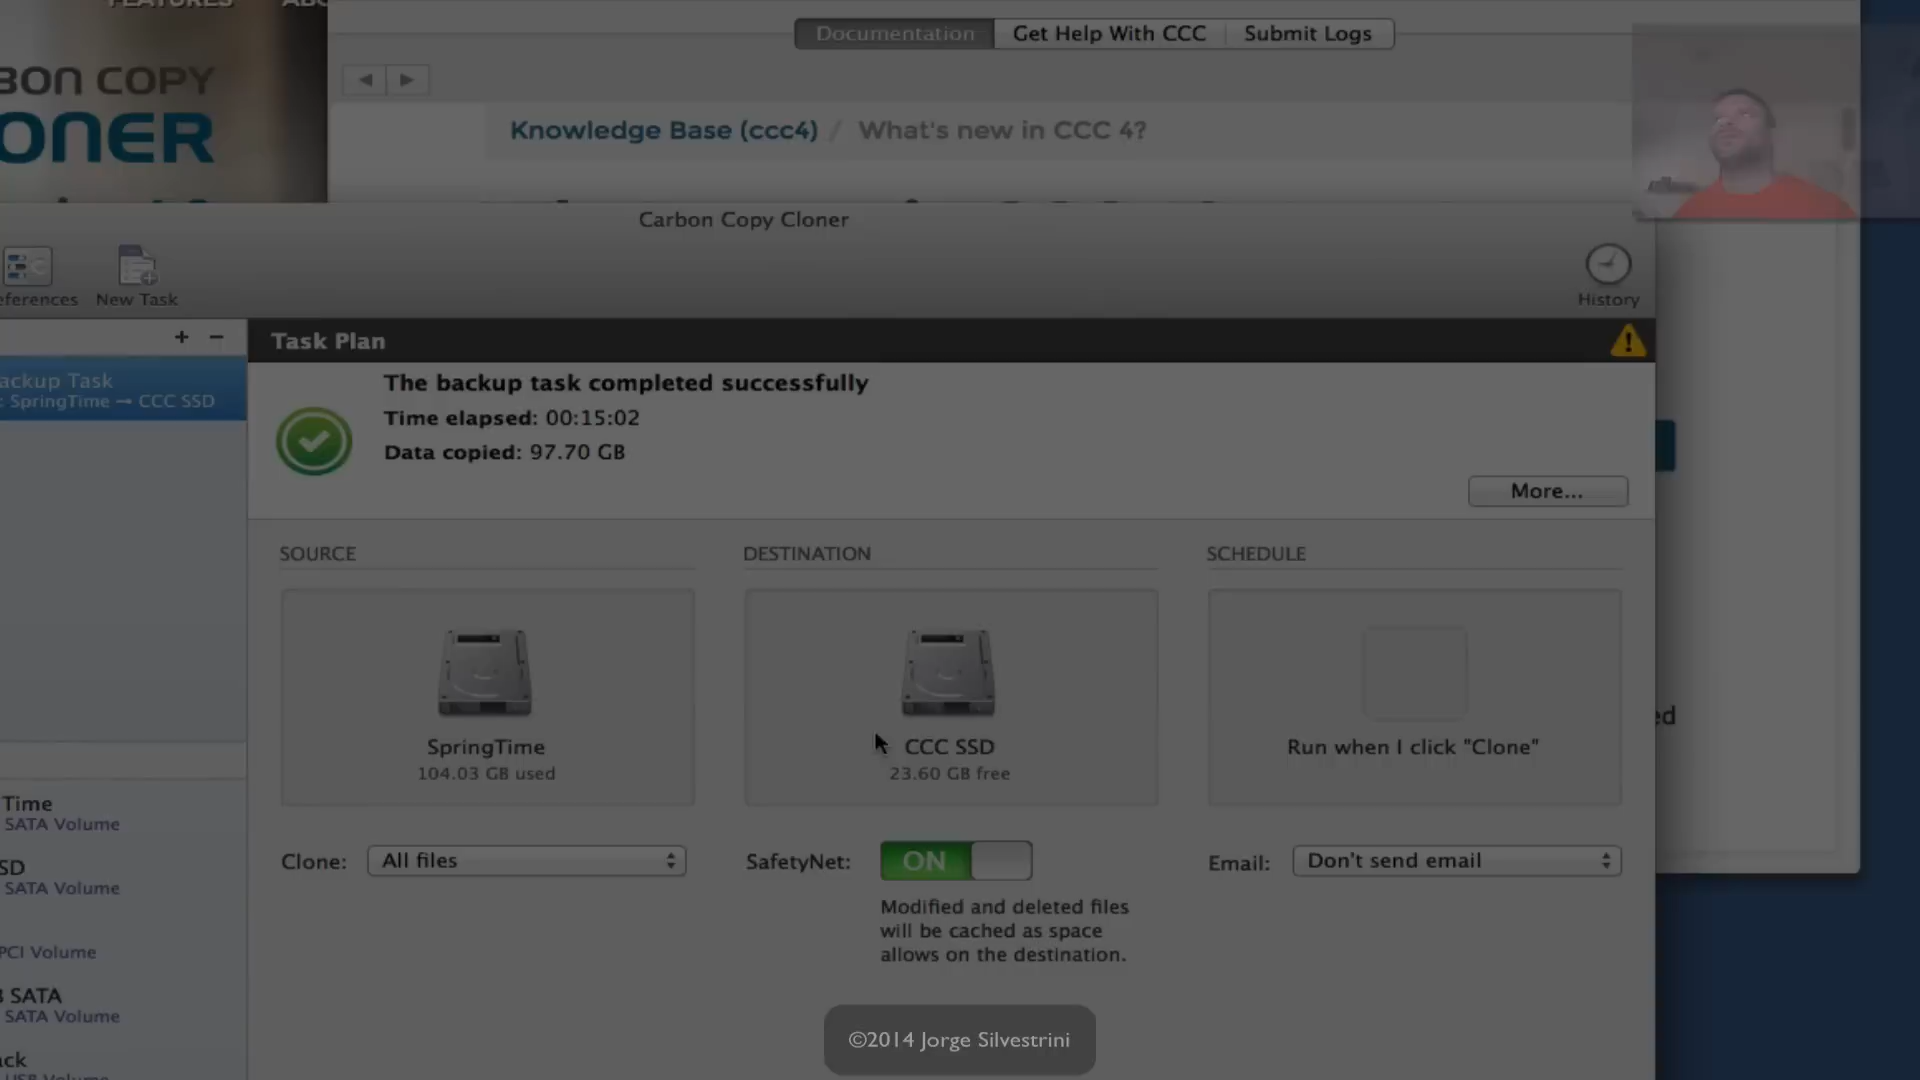 FEATURES
Documentation
Get Help With CCC
Submit Logs
BON COPY
ONER
Knowledge Base (ccc4) / What's new in CCC 4?
Carbon Copy Cloner
eferences
New Task
History
+ −
Task Plan
ackup Task
: SpringTime → CCC SSD
The backup task completed successfully
Time elapsed: 00:15:02
Data copied: 97.70 GB
More...
SOURCE
DESTINATION
SCHEDULE
SpringTime
104.03 GB used
CCC SSD
23.60 GB free
Run when I click "Clone"
ed
Time
SATA Volume
SD
SATA Volume
PCI Volume
SATA
SATA Volume
ack
USB Volume
Clone: All files
SafetyNet: ON
Modified and deleted files
will be cached as space
allows on the destination.
Email: Don't send email
©2014 Jorge Silvestrini